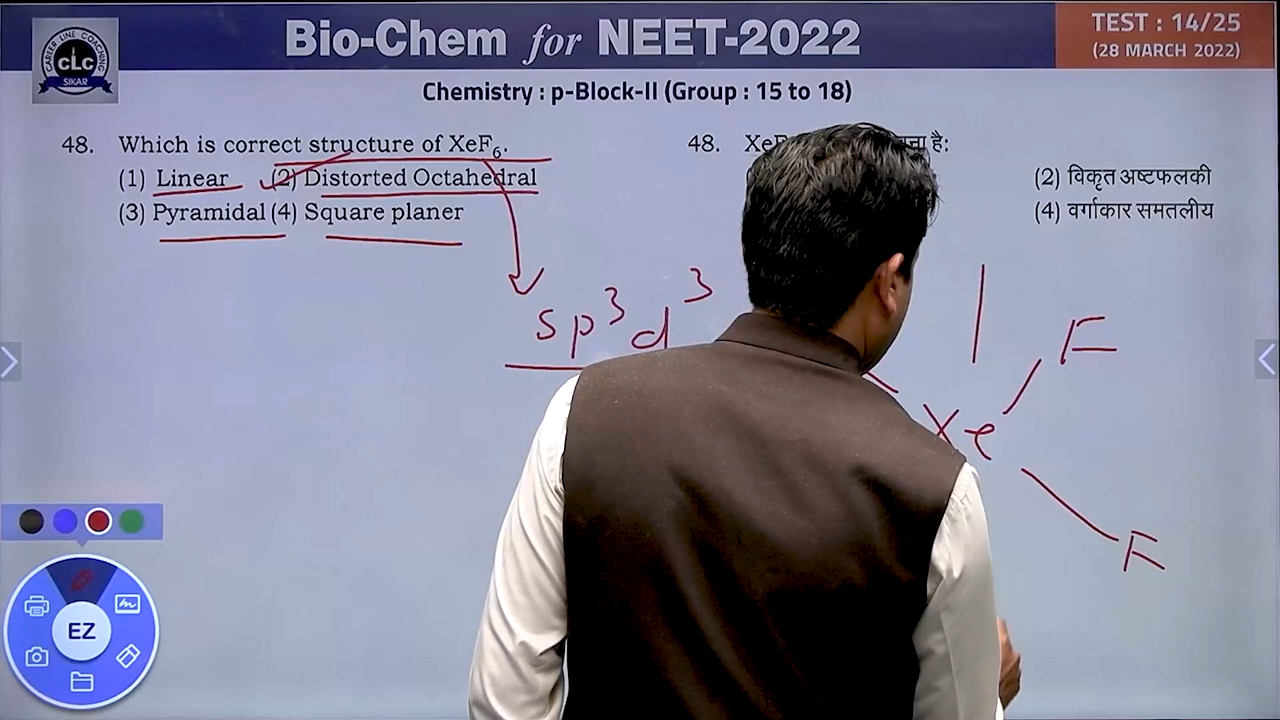 Bio-Chem for NEET-2022
TEST : 14/25
(28 MARCH 2022)
CAREER LINE COACHING
CLC
SIKAR
Chemistry : p-Block-II (Group : 15 to 18)
48. Which is correct structure of XeF6.
(1) Linear (2) Distorted Octahedral
(3) Pyramidal (4) Square planer
48. है:
(2) विकृत अष्टफलकी
(4) वर्गाकार समतलीय
sp3d3
F
Xe
F
EZ